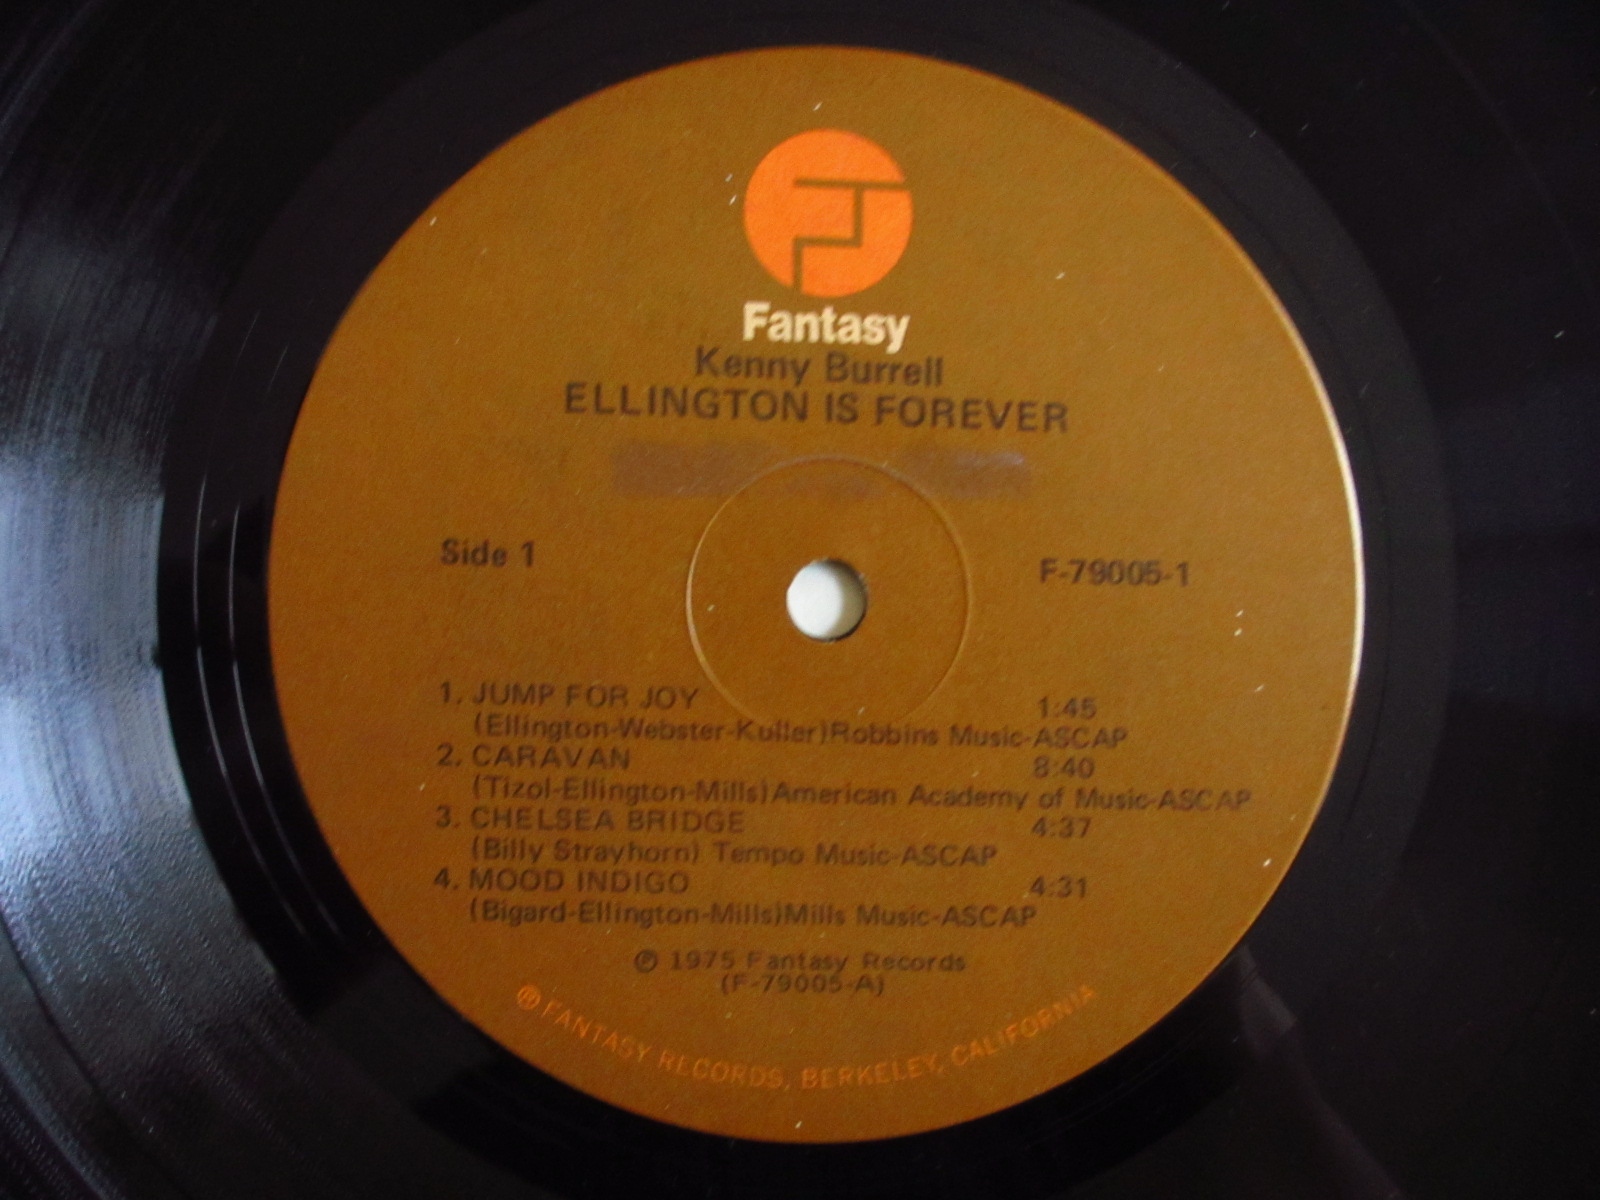 Fantasy
Kenny Burrell
ELLINGTON IS FOREVER
Side 1
F-79005-1
1. JUMP FOR JOY 1:45
(Ellington-Webster-Kuller)Robbins Music-ASCAP
2. CARAVAN 8:40
(Tizol-Ellington-Mills)American Academy of Music-ASCAP
3. CHELSEA BRIDGE 4:37
(Billy Strayhorn) Tempo Music-ASCAP
4. MOOD INDIGO 4:31
(Bigard-Ellington-Mills)Mills Music-ASCAP
℗ 1975 Fantasy Records
(F-79005-A)
® FANTASY RECORDS, BERKELEY, CALIFORNIA